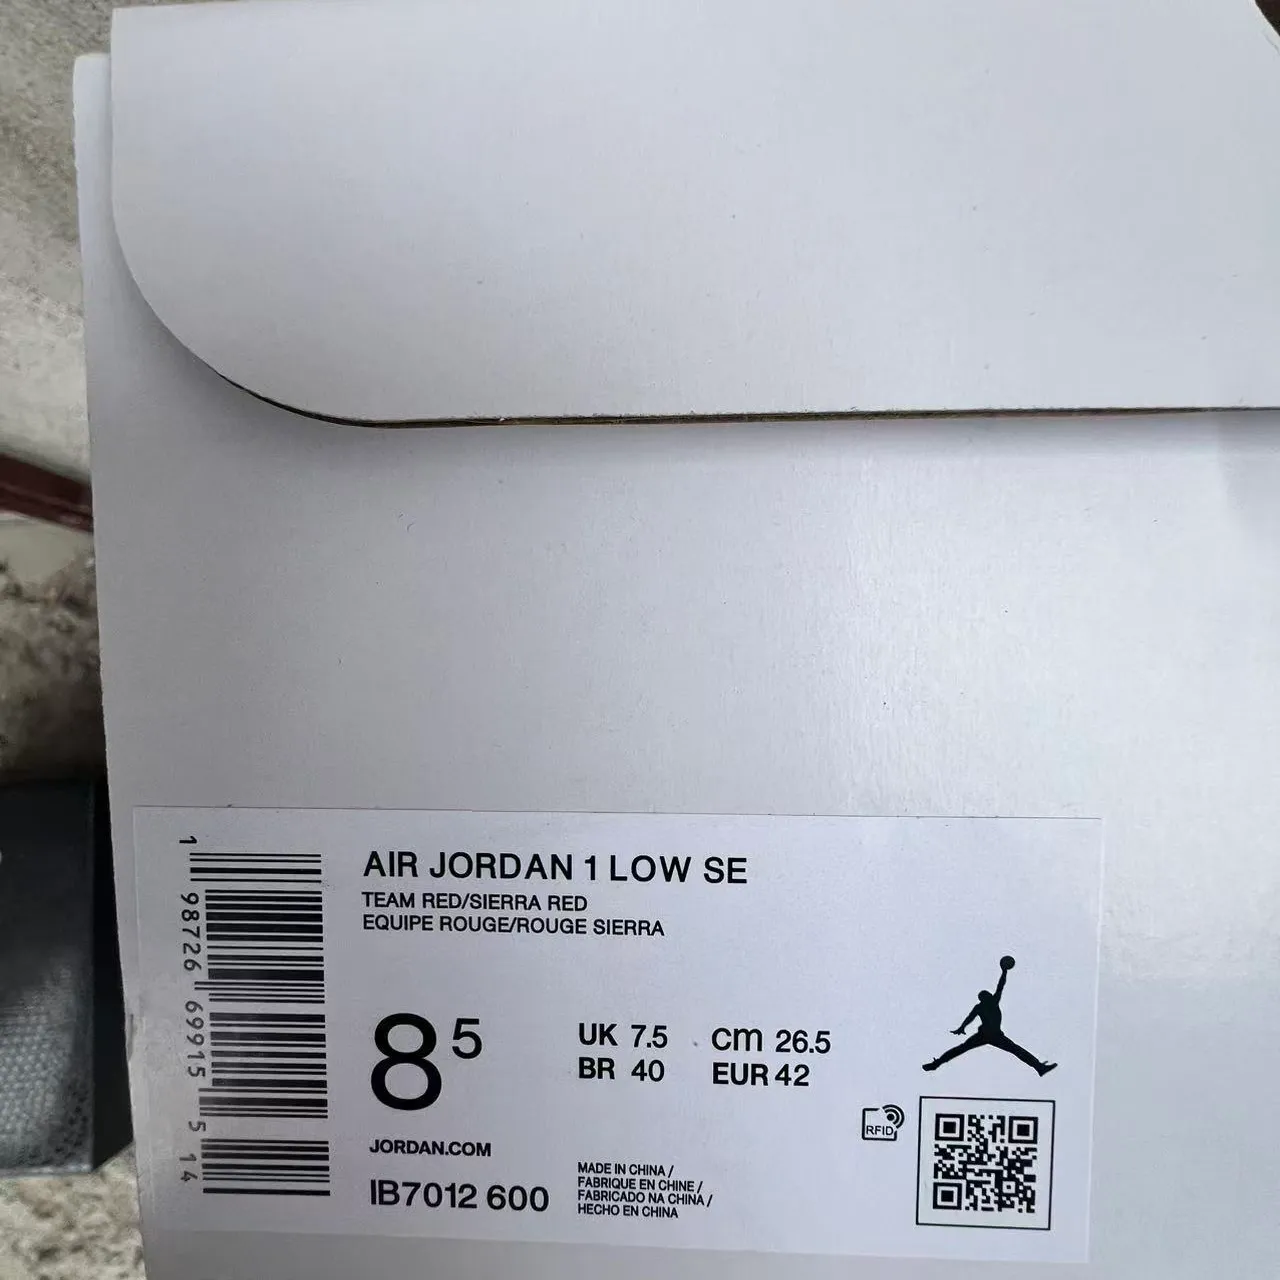 AIR JORDAN 1 LOW SE
TEAM RED/SIERRA RED
EQUIPE ROUGE/ROUGE SIERRA
8 5
UK 7.5 cm 26.5
BR 40 EUR 42
JORDAN.COM
IB7012 600
MADE IN CHINA /
FABRIQUE EN CHINE /
FABRICADO NA CHINA /
HECHO EN CHINA
RFID
1 98726 69915 5 14